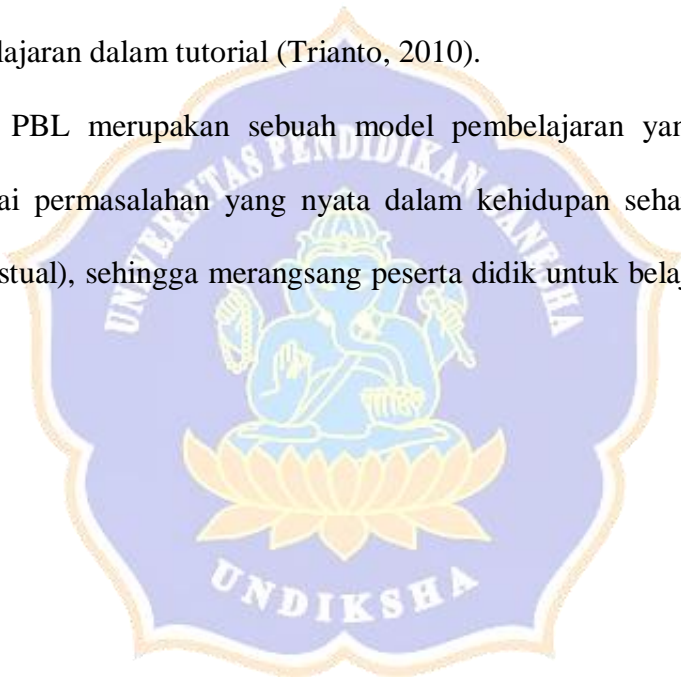 lajaran dalam tutorial (Trianto, 2010).
PBL merupakan sebuah model pembelajaran yan
ai permasalahan yang nyata dalam kehidupan seha
stual), sehingga merangsang peserta didik untuk belaj
UNIVERSITAS PENDIDIKAN GANESHA
UNDIKSHA